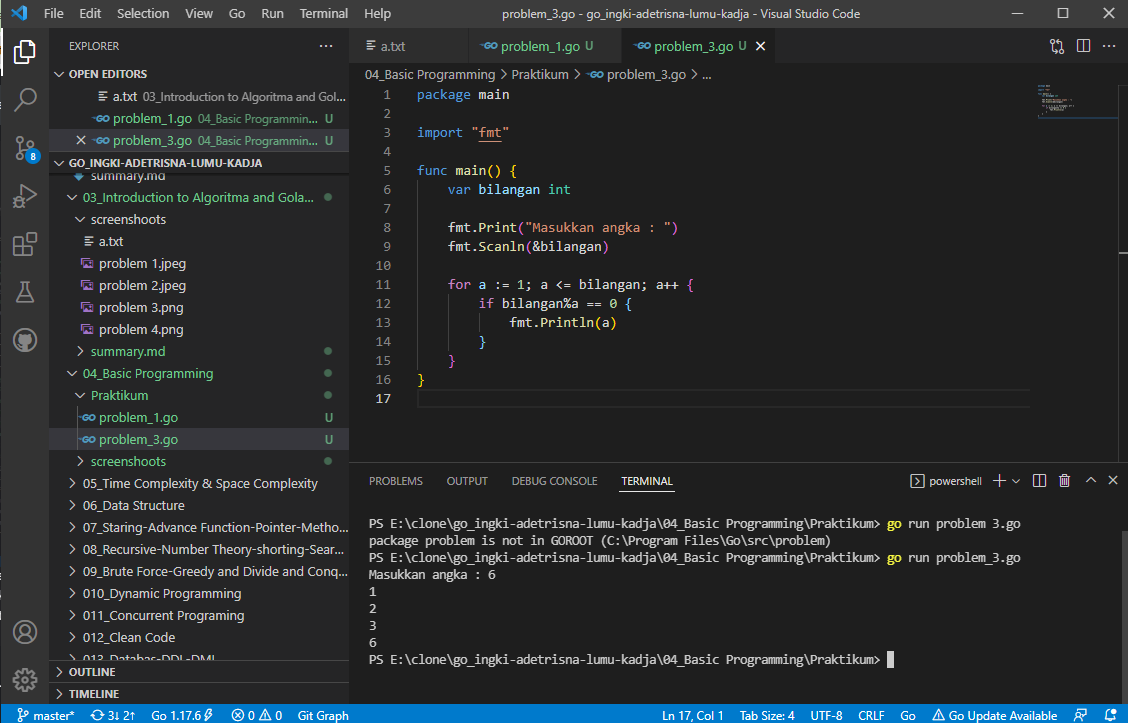 File Edit Selection View Go Run Terminal Help problem_3.go - go_ingki-adetrisna-lumu-kadja - Visual Studio Code
EXPLORER
OPEN EDITORS
a.txt 03_Introduction to Algoritma and Gol...
problem_1.go 04_Basic Programmin... U
problem_3.go 04_Basic Programmin... U
GO_INGKI-ADETRISNA-LUMU-KADJA
summary.md
03_Introduction to Algoritma and Gola...
screenshoots
a.txt
problem 1.jpeg
problem 2.jpeg
problem 3.png
problem 4.png
summary.md
04_Basic Programming
Praktikum
problem_1.go U
problem_3.go U
screenshoots
05_Time Complexity & Space Complexity
06_Data Structure
07_Staring-Advance Function-Pointer-Metho...
08_Recursive-Number Theory-shorting-Sear...
09_Brute Force-Greedy and Divide and Conq...
010_Dynamic Programming
011_Concurrent Programing
012_Clean Code
013_Databas-DDL-DML
OUTLINE
TIMELINE
8
a.txt problem_1.go U problem_3.go U
04_Basic Programming > Praktikum > problem_3.go > ...
1 package main
2
3 import "fmt"
4
5 func main() {
6 var bilangan int
7
8 fmt.Print("Masukkan angka : ")
9 fmt.Scanln(&bilangan)
10
11 for a := 1; a <= bilangan; a++ {
12 if bilangan%a == 0 {
13 fmt.Println(a)
14 }
15 }
16 }
17
PROBLEMS OUTPUT DEBUG CONSOLE TERMINAL powershell
PS E:\clone\go_ingki-adetrisna-lumu-kadja\04_Basic Programming\Praktikum> go run problem 3.go
package problem is not in GOROOT (C:\Program Files\Go\src\problem)
PS E:\clone\go_ingki-adetrisna-lumu-kadja\04_Basic Programming\Praktikum> go run problem_3.go
Masukkan angka : 6
1
2
3
6
PS E:\clone\go_ingki-adetrisna-lumu-kadja\04_Basic Programming\Praktikum>
master* 3↓ 2↑ Go 1.17.6 0 0 Git Graph Ln 17, Col 1 Tab Size: 4 UTF-8 CRLF Go Go Update Available